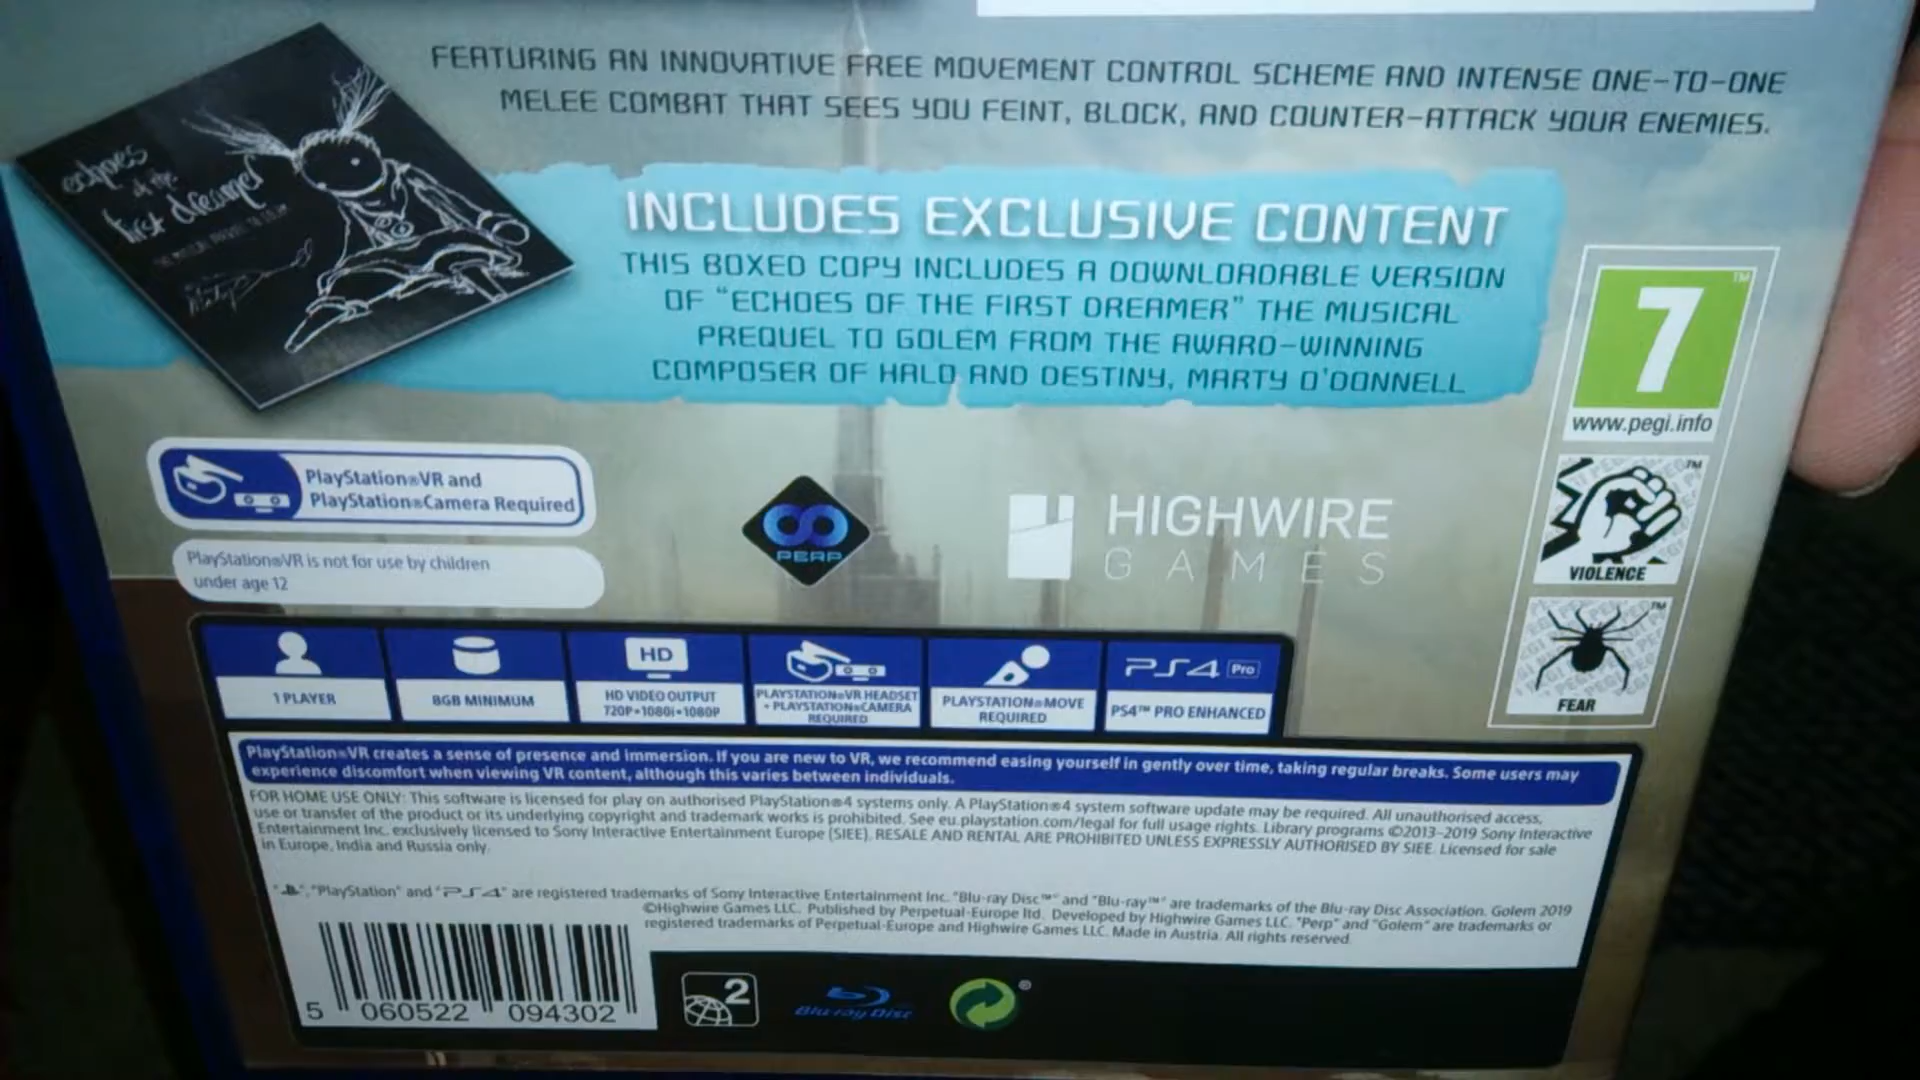 FEATURING AN INNOVATIVE FREE MOVEMENT CONTROL SCHEME AND INTENSE ONE-TO-ONE
MELEE COMBAT THAT SEES YOU FEINT, BLOCK, AND COUNTER-ATTACK YOUR ENEMIES.
echoes
of the
first dreamer
INCLUDES EXCLUSIVE CONTENT
THIS BOXED COPY INCLUDES A DOWNLOADABLE VERSION
OF "ECHOES OF THE FIRST DREAMER" THE MUSICAL
PREQUEL TO GOLEM FROM THE AWARD-WINNING
COMPOSER OF HALO AND DESTINY, MARTY O'DONNELL
7
www.pegi.info
VIOLENCE
FEAR
PlayStation®VR and
PlayStation®Camera Required
PlayStation®VR is not for use by children
under age 12
PERP
HIGHWIRE
GAMES
1 PLAYER
8GB MINIMUM
HD
HD VIDEO OUTPUT
720P•1080i•1080P
PLAYSTATION®VR HEADSET
+ PLAYSTATION®CAMERA
REQUIRED
PLAYSTATION®MOVE
REQUIRED
PS4 Pro
PS4™ PRO ENHANCED
PlayStation®VR creates a sense of presence and immersion. If you are new to VR, we recommend easing yourself in gently over time, taking regular breaks. Some users may
experience discomfort when viewing VR content, although this varies between individuals.
FOR HOME USE ONLY: This software is licensed for play on authorised PlayStation®4 systems only. A PlayStation®4 system software update may be required. All unauthorised access,
use or transfer of the product or its underlying copyright and trademark works is prohibited. See eu.playstation.com/legal for full usage rights. Library programs ©2013-2019 Sony Interactive
Entertainment Inc. exclusively licensed to Sony Interactive Entertainment Europe (SIEE). RESALE AND RENTAL ARE PROHIBITED UNLESS EXPRESSLY AUTHORISED BY SIEE. Licensed for sale
in Europe, India and Russia only.
"PlayStation" and "PS4" are registered trademarks of Sony Interactive Entertainment Inc. "Blu-ray Disc™" and "Blu-ray™" are trademarks of the Blu-ray Disc Association. Golem 2019
©Highwire Games LLC. Published by Perpetual-Europe ltd. Developed by Highwire Games LLC. "Perp" and "Golem" are trademarks or
registered trademarks of Perpetual-Europe and Highwire Games LLC. Made in Austria. All rights reserved.
5 060522 094302
2
Blu-ray Disc